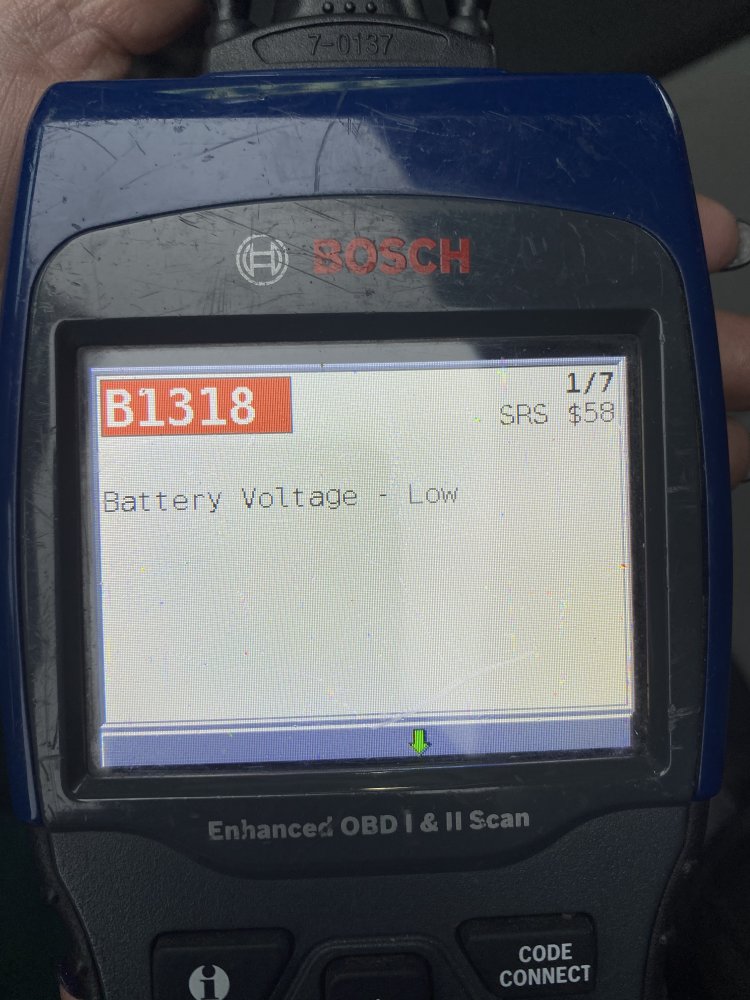 7-0137
BOSCH
B1318
1/7
SRS $58
Battery Voltage - Low
Enhanced OBD I & II Scan
i
CODE
CONNECT